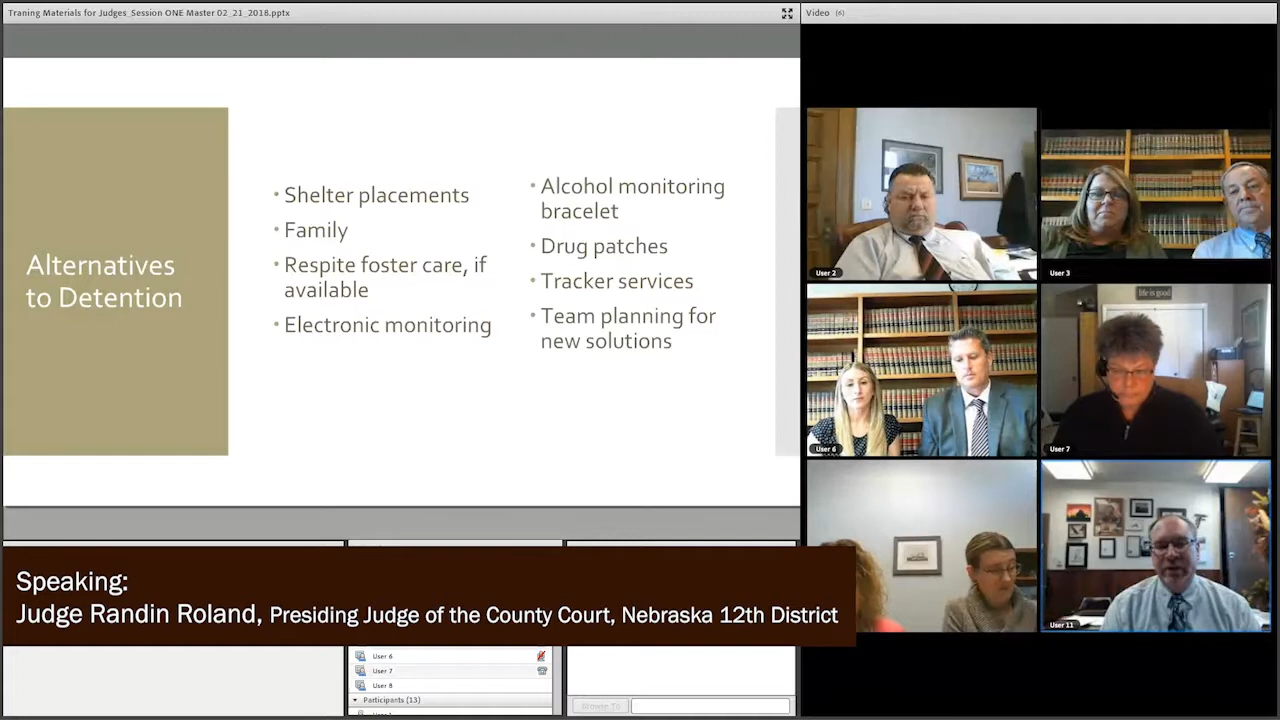 Traning Materials for Judges_Session ONE Master 02_21_2018.pptx
Video (6)
Alternatives
to Detention
• Shelter placements
• Family
• Respite foster care, if
available
• Electronic monitoring
• Alcohol monitoring
bracelet
• Drug patches
• Tracker services
• Team planning for
new solutions
User 2
User 3
life is good
User 6
User 7
User 11
Speaking:
Judge Randin Roland, Presiding Judge of the County Court, Nebraska 12th District
User 6
User 7
User 8
Participants (13)
Browse To